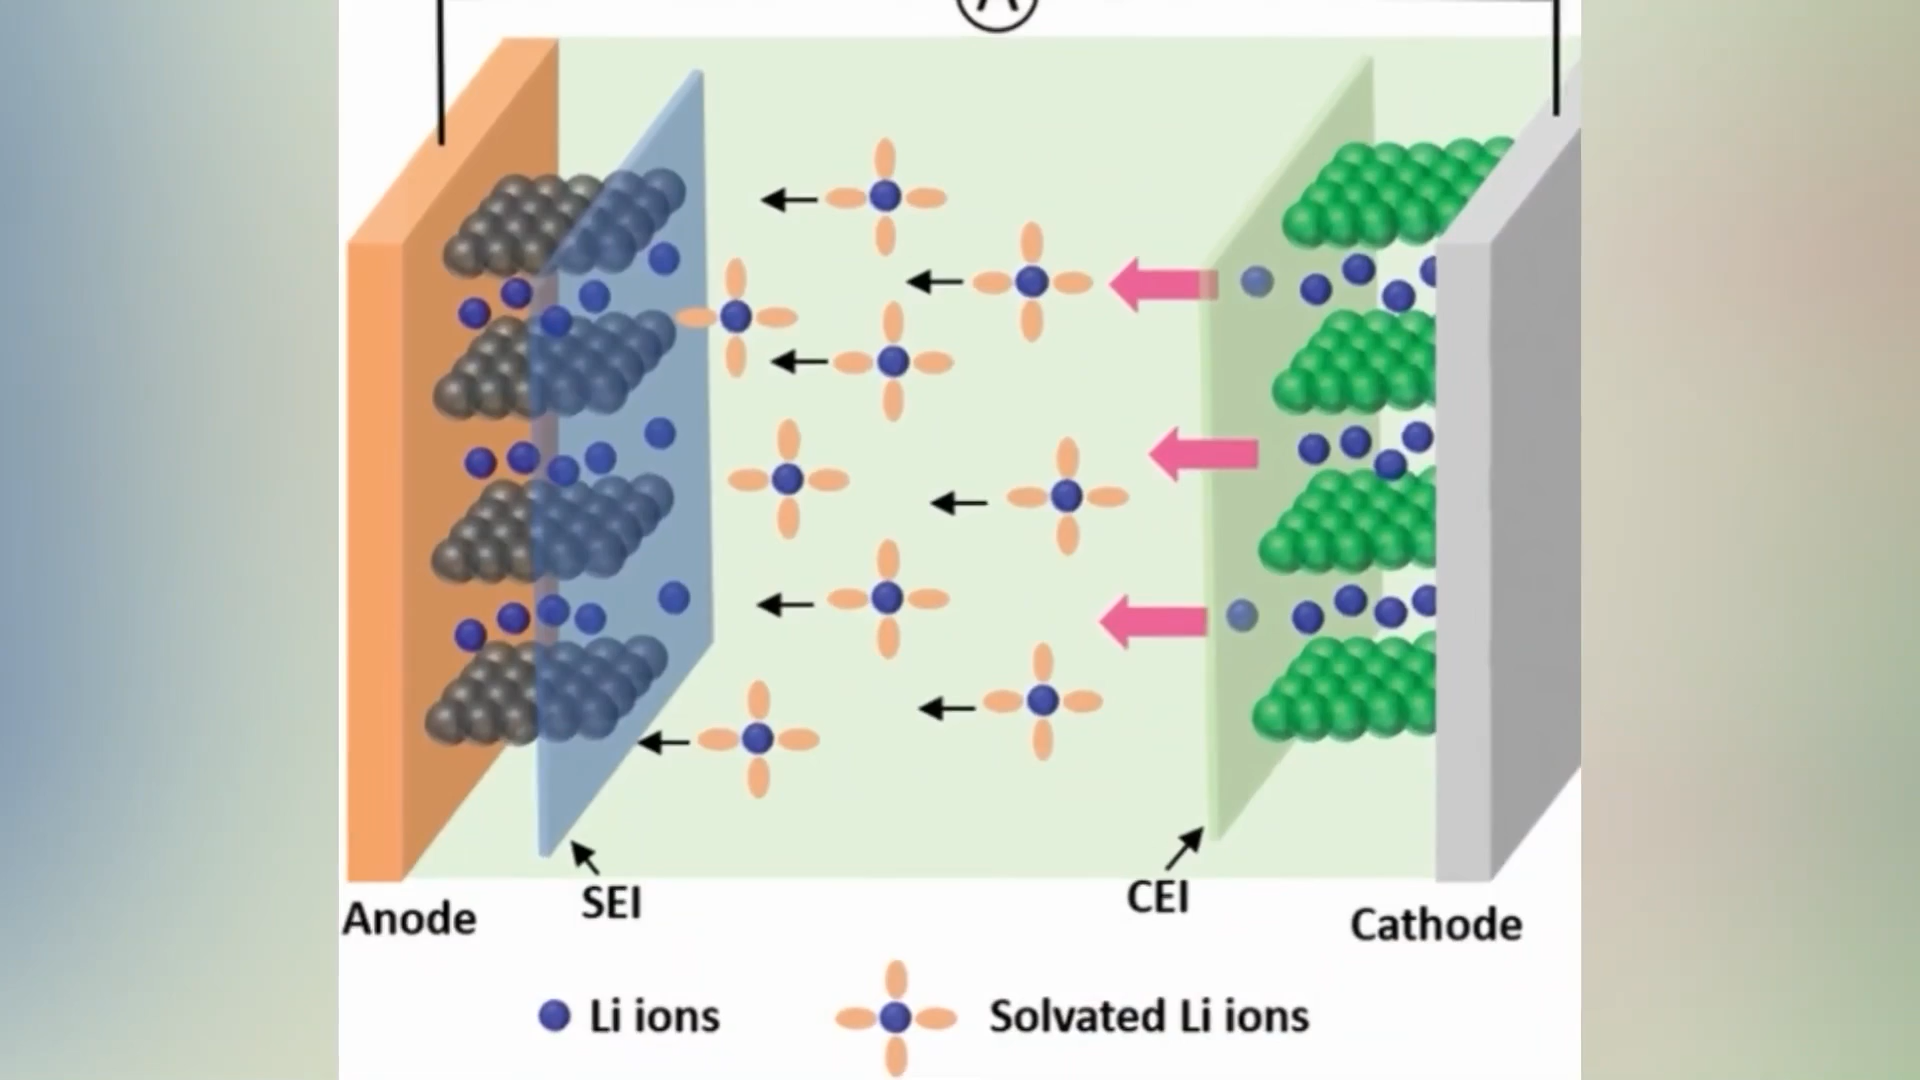 A
SEI
CEI
Anode
Cathode
Li ions
Solvated Li ions